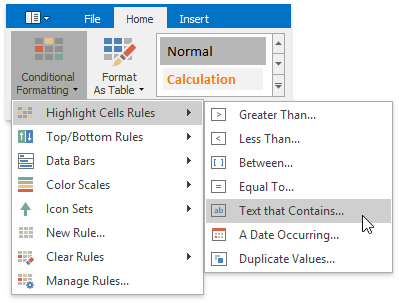 File Home Insert
Conditional Formatting
Format As Table
Normal
Calculation
Highlight Cells Rules
Top/Bottom Rules
Data Bars
Color Scales
Icon Sets
New Rule...
Clear Rules
Manage Rules...
Greater Than...
Less Than...
Between...
Equal To...
ab Text that Contains...
A Date Occurring...
Duplicate Values...